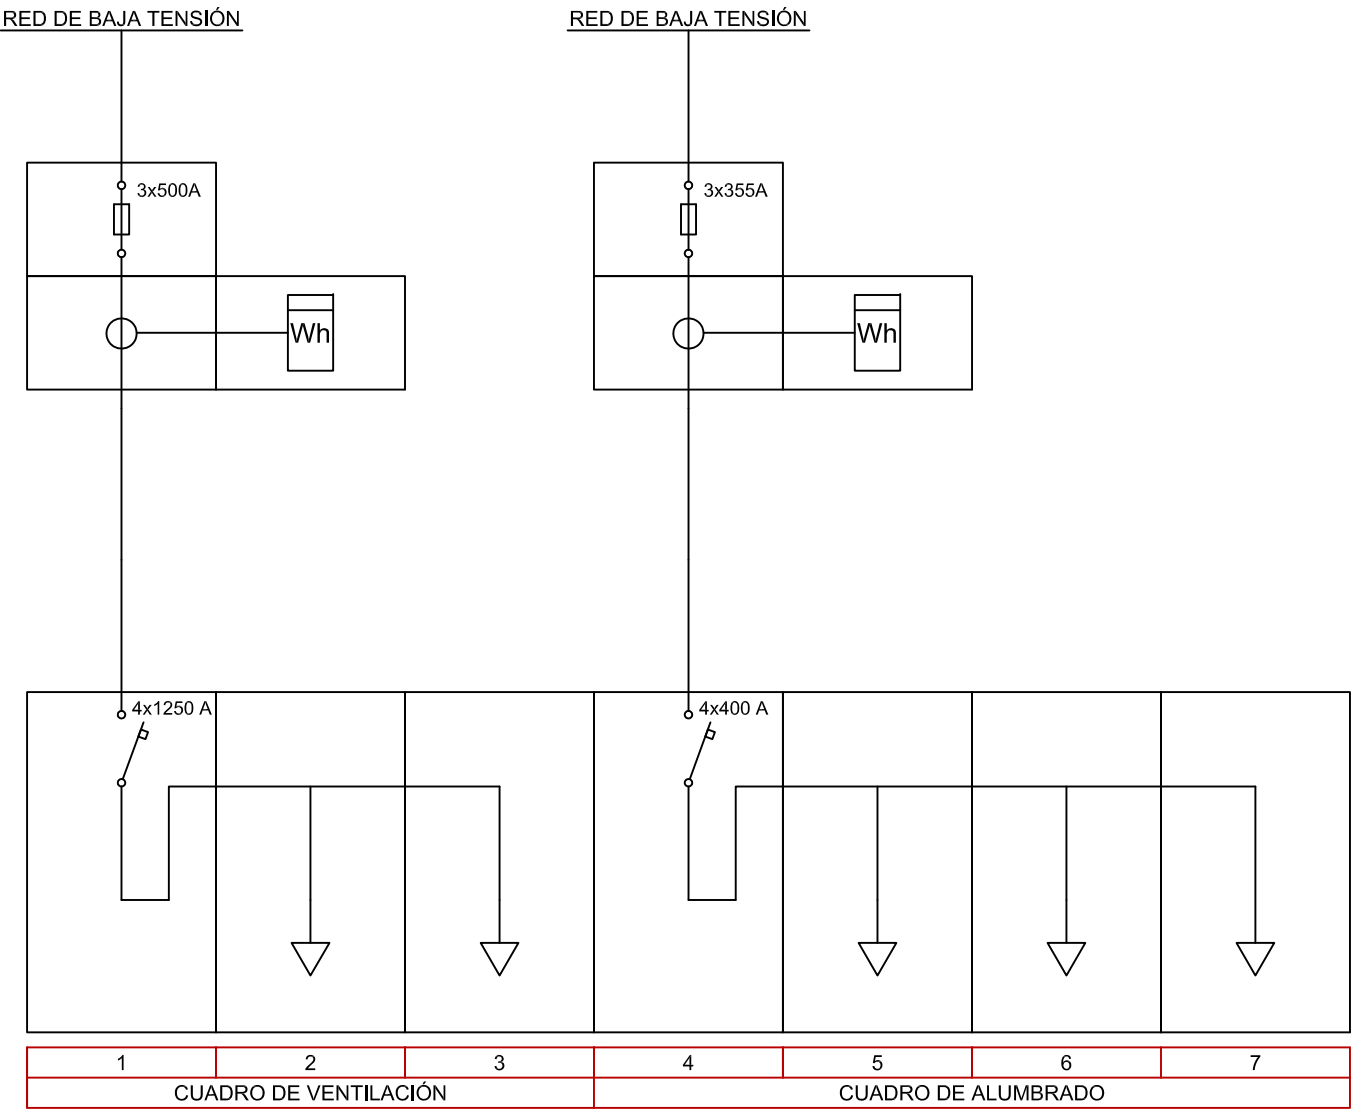 RED DE BAJA TENSIÓN
RED DE BAJA TENSIÓN
3x500A
3x355A
Wh
Wh
4x1250 A
4x400 A
1
2
3
4
5
6
7
CUADRO DE VENTILACIÓN
CUADRO DE ALUMBRADO